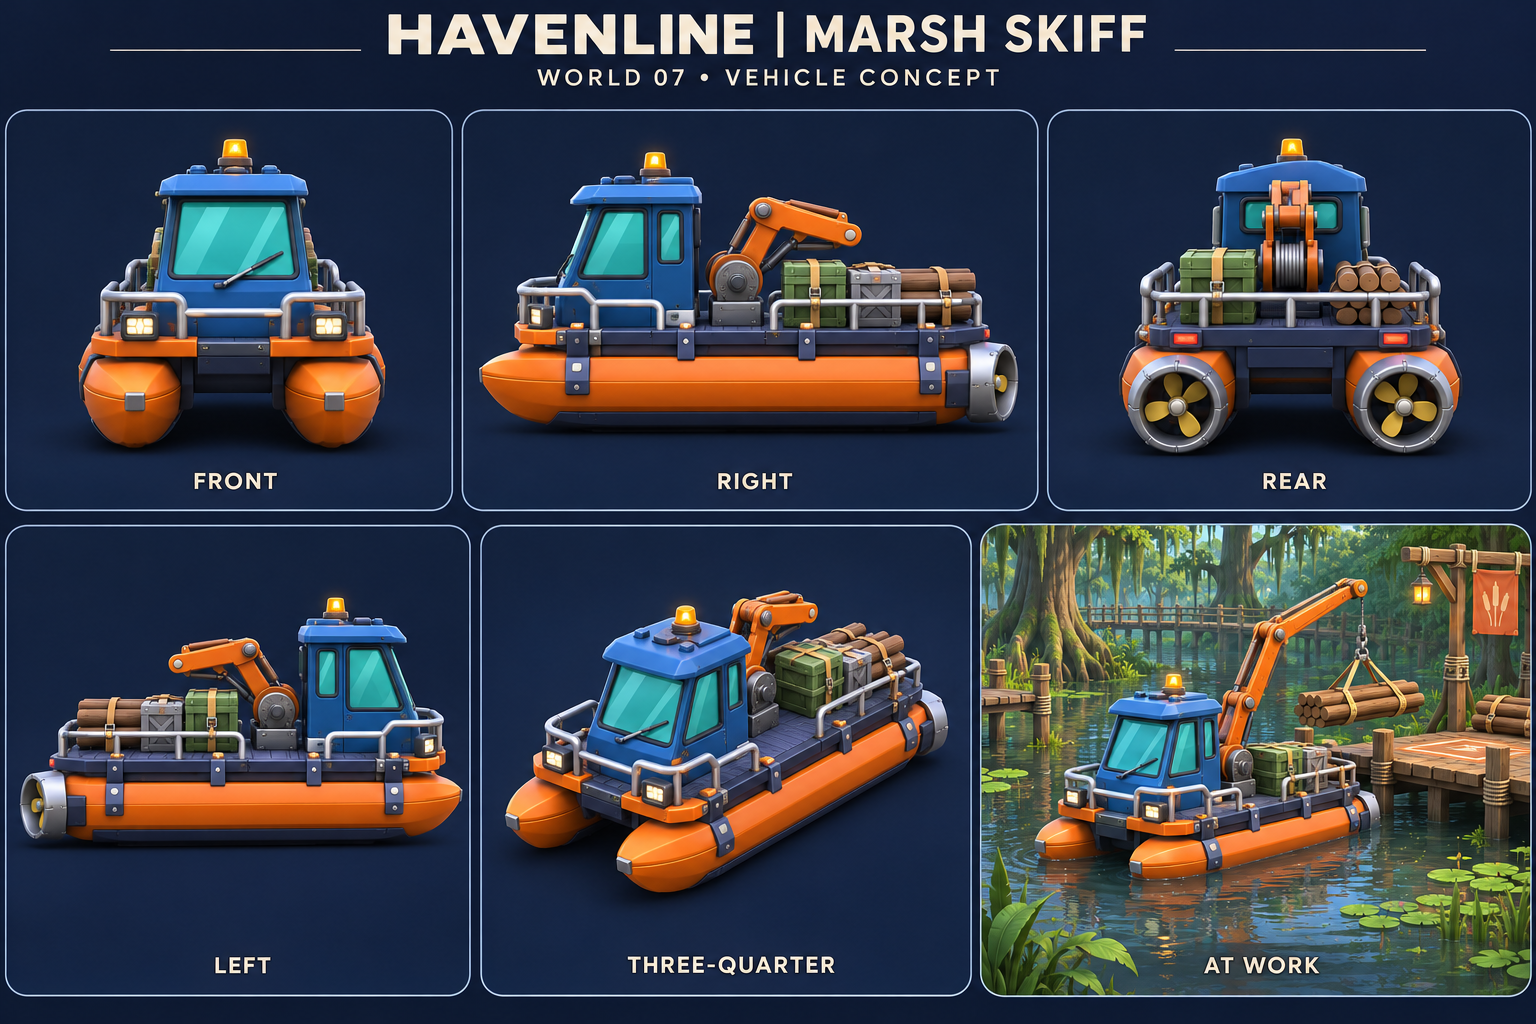 HAVENLINE | MARSH SKIFF
WORLD 07 • VEHICLE CONCEPT
FRONT
RIGHT
REAR
LEFT
THREE-QUARTER
AT WORK